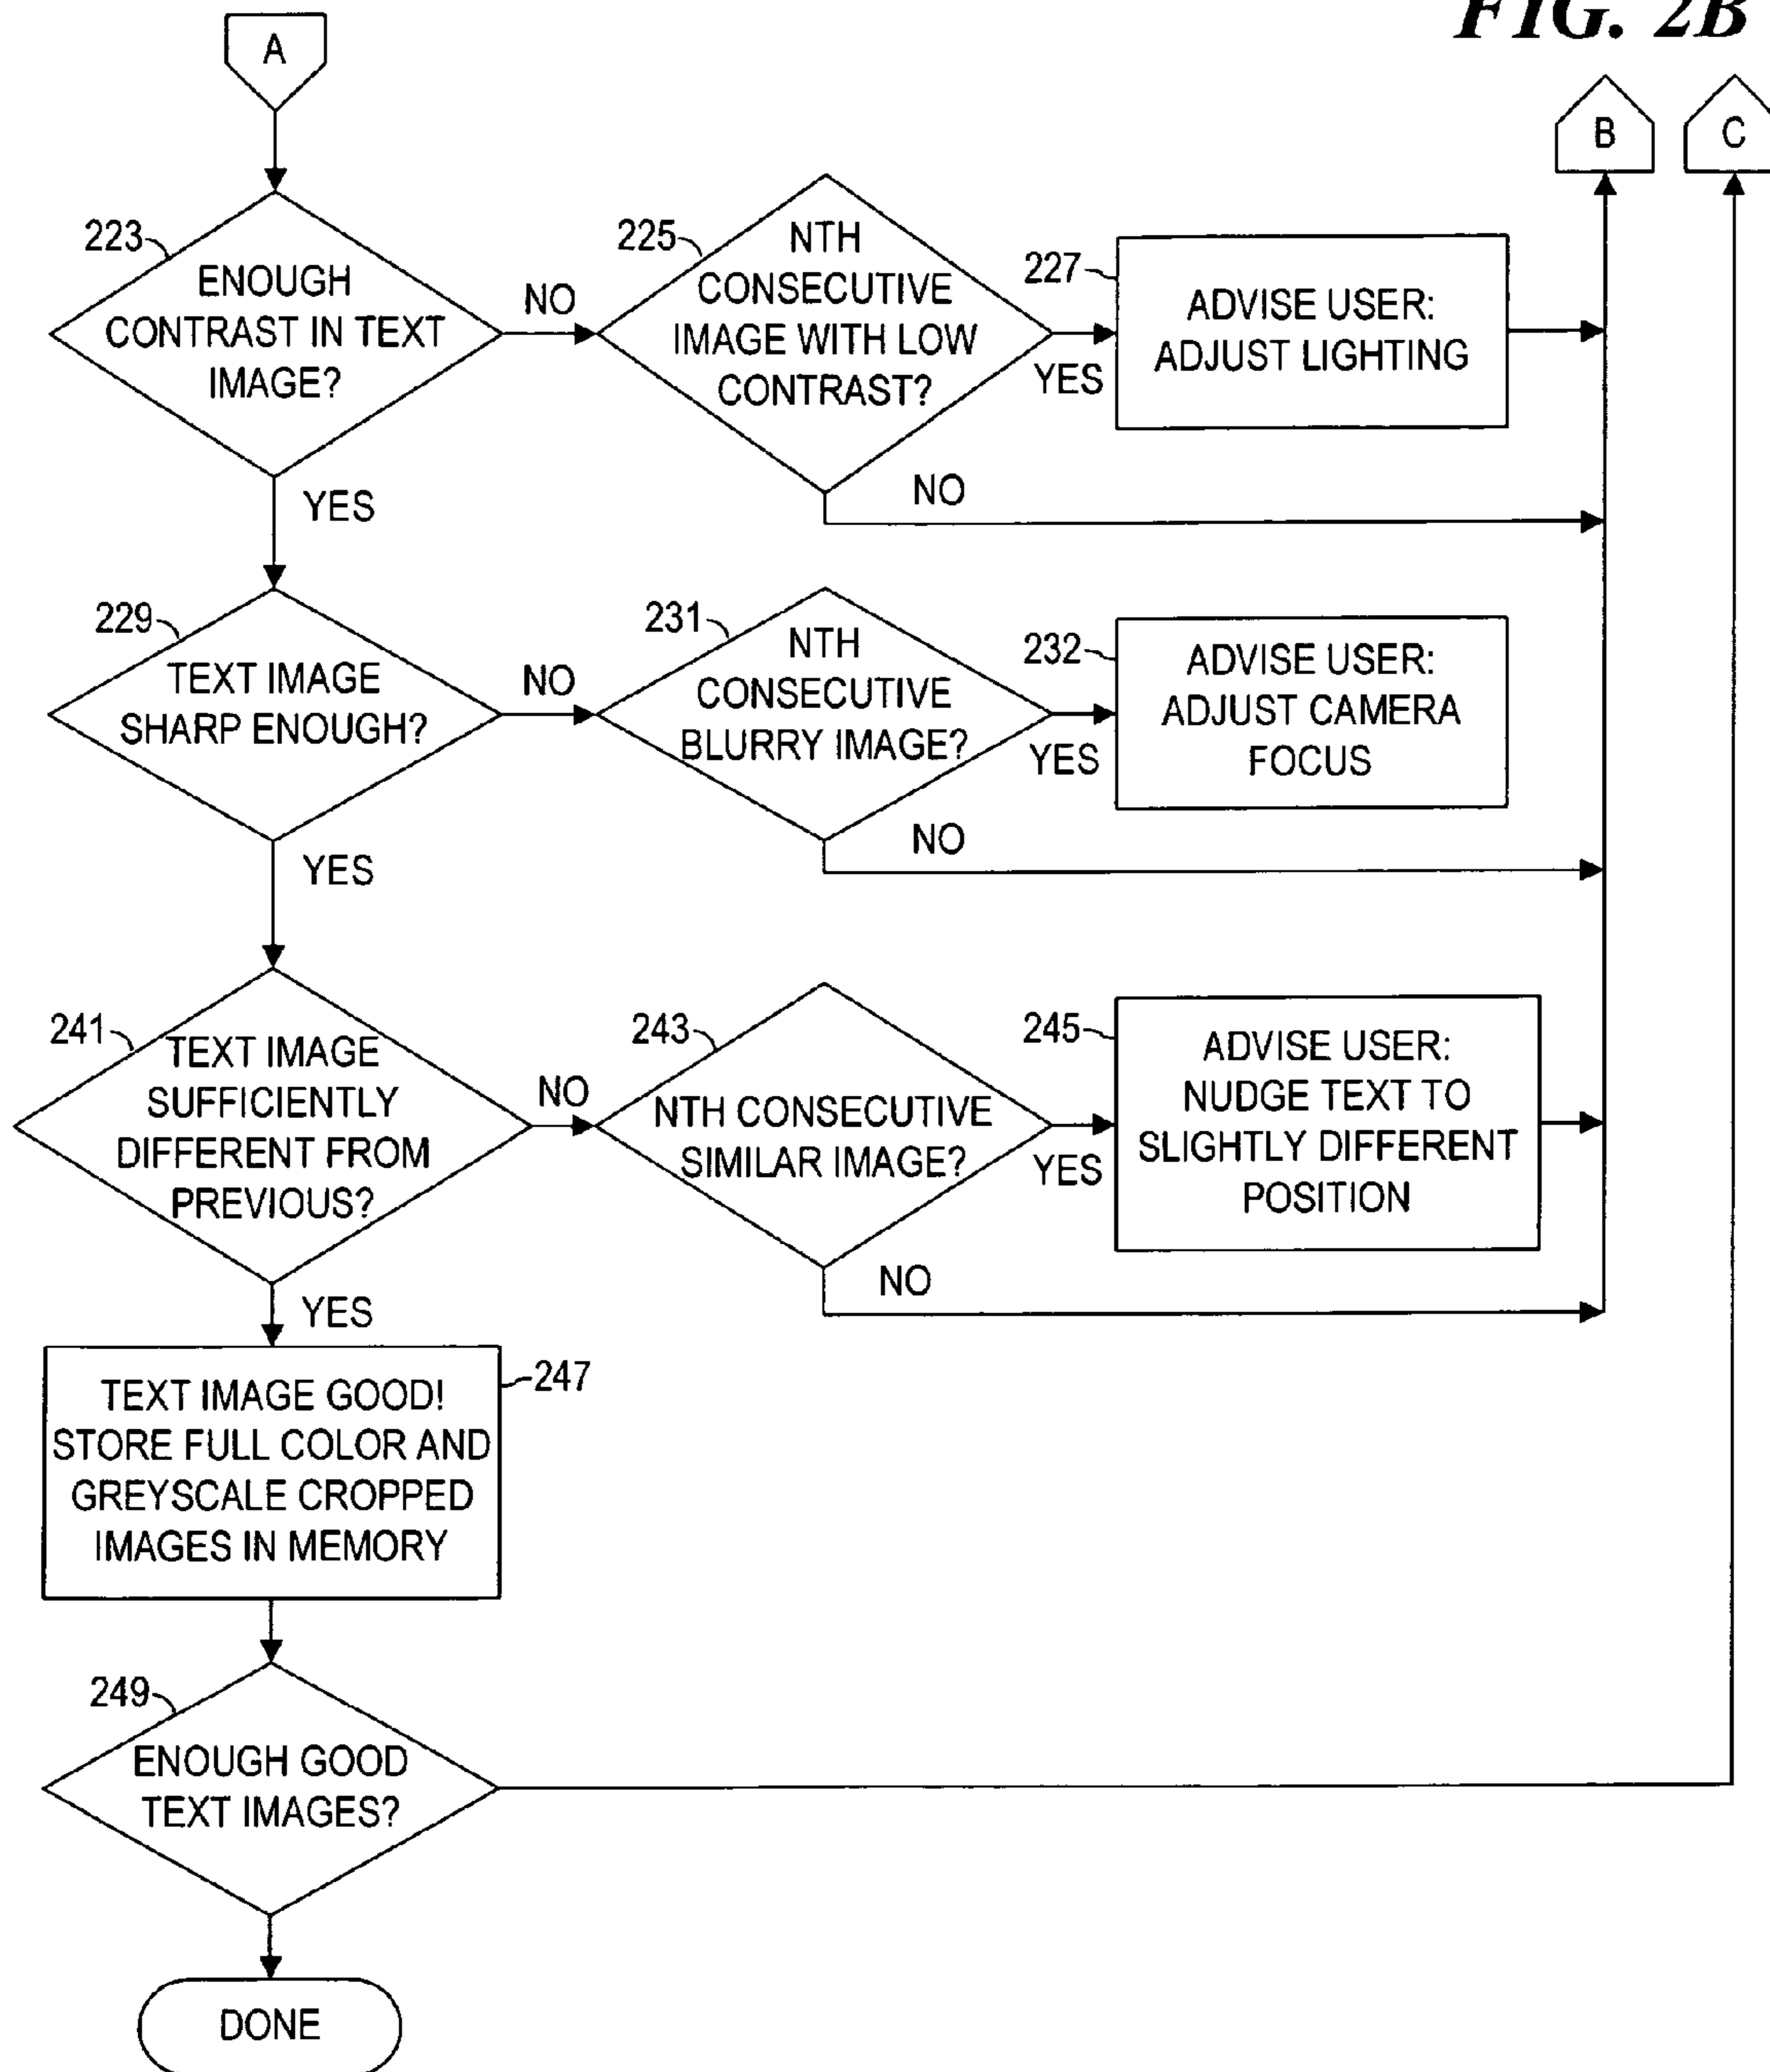 FIG. 2B
A
B
C
223
ENOUGH
CONTRAST IN TEXT
IMAGE?
NO
225
NTH
CONSECUTIVE
IMAGE WITH LOW
CONTRAST?
YES
227
ADVISE USER:
ADJUST LIGHTING
NO
YES
229
TEXT IMAGE
SHARP ENOUGH?
NO
231
NTH
CONSECUTIVE
BLURRY IMAGE?
YES
232
ADVISE USER:
ADJUST CAMERA
FOCUS
NO
YES
241
TEXT IMAGE
SUFFICIENTLY
DIFFERENT FROM
PREVIOUS?
NO
243
NTH CONSECUTIVE
SIMILAR IMAGE?
YES
245
ADVISE USER:
NUDGE TEXT TO
SLIGHTLY DIFFERENT
POSITION
NO
YES
247
TEXT IMAGE GOOD!
STORE FULL COLOR AND
GREYSCALE CROPPED
IMAGES IN MEMORY
249
ENOUGH GOOD
TEXT IMAGES?
DONE